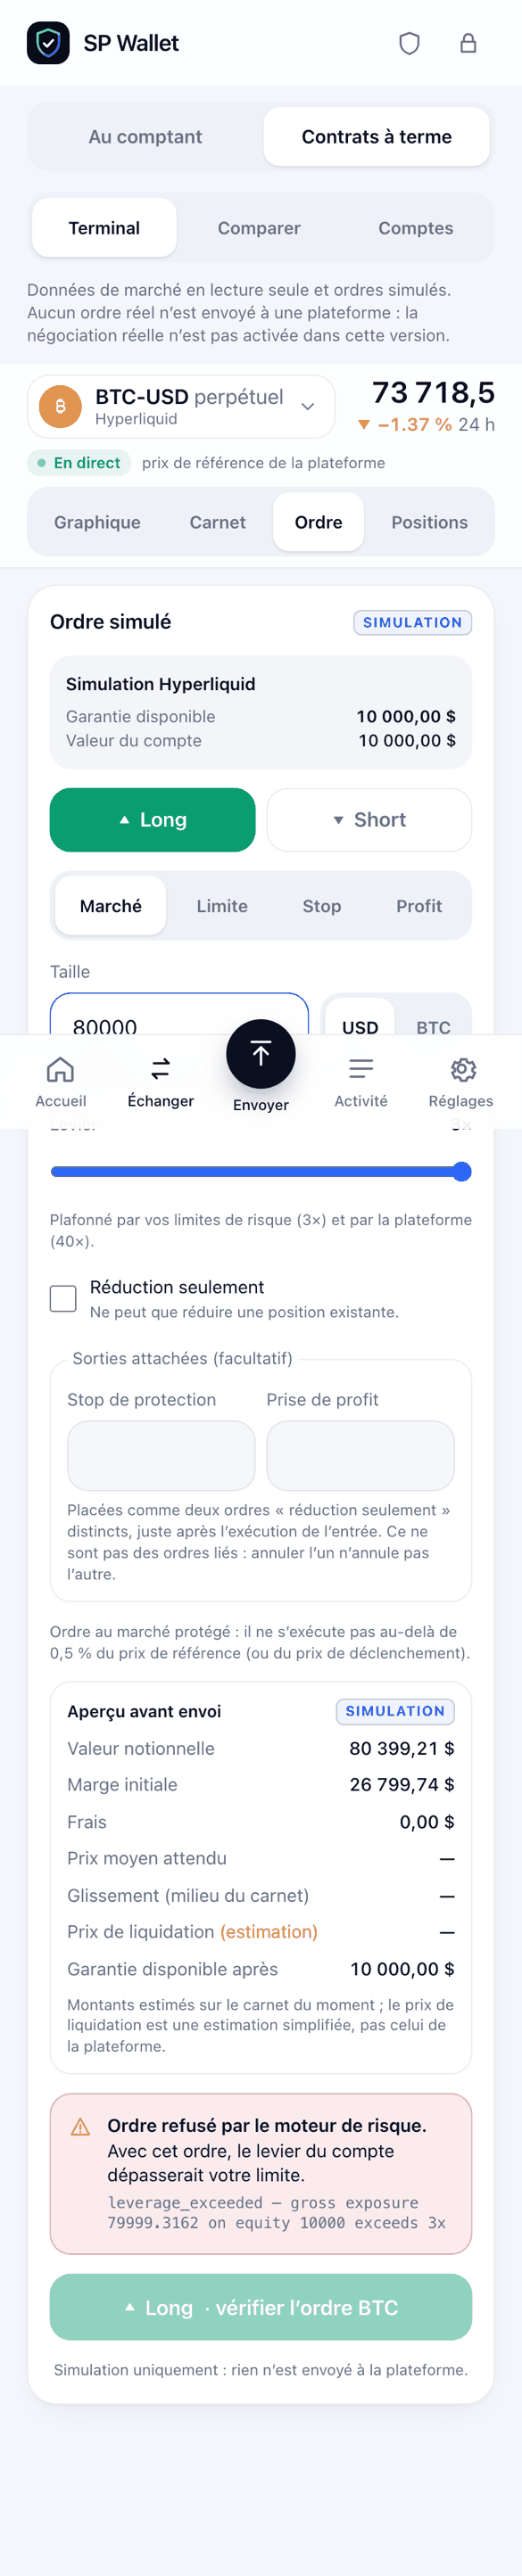 SP Wallet
Au comptant
Contrats à terme
Terminal
Comparer
Comptes
Données de marché en lecture seule et ordres simulés.
Aucun ordre réel n’est envoyé à une plateforme : la
négociation réelle n’est pas activée dans cette version.
BTC-USD perpétuel
Hyperliquid
73 718,5
▼ −1.37 % 24 h
En direct
prix de référence de la plateforme
Graphique
Carnet
Ordre
Positions
Ordre simulé
SIMULATION
Simulation Hyperliquid
Garantie disponible
10 000,00 $
Valeur du compte
10 000,00 $
▲ Long
▼ Short
Marché
Limite
Stop
Profit
Taille
80000
USD
BTC
Accueil
Échanger
Envoyer
Activité
Réglages
Levier
3×
Plafonné par vos limites de risque (3×) et par la plateforme
(40×).
Réduction seulement
Ne peut que réduire une position existante.
Sorties attachées (facultatif)
Stop de protection
Prise de profit
Placées comme deux ordres « réduction seulement »
distincts, juste après l’exécution de l’entrée. Ce ne
sont pas des ordres liés : annuler l’un n’annule pas
l’autre.
Ordre au marché protégé : il ne s’exécute pas au-delà de
0,5 % du prix de référence (ou du prix de déclenchement).
Aperçu avant envoi
SIMULATION
Valeur notionnelle
80 399,21 $
Marge initiale
26 799,74 $
Frais
0,00 $
Prix moyen attendu
—
Glissement (milieu du carnet)
—
Prix de liquidation (estimation)
—
Garantie disponible après
10 000,00 $
Montants estimés sur le carnet du moment ; le prix de
liquidation est une estimation simplifiée, pas celui de
la plateforme.
Ordre refusé par le moteur de risque.
Avec cet ordre, le levier du compte
dépasserait votre limite.
leverage_exceeded — gross exposure
79999.3162 on equity 10000 exceeds 3x
▲ Long · vérifier l’ordre BTC
Simulation uniquement : rien n’est envoyé à la plateforme.